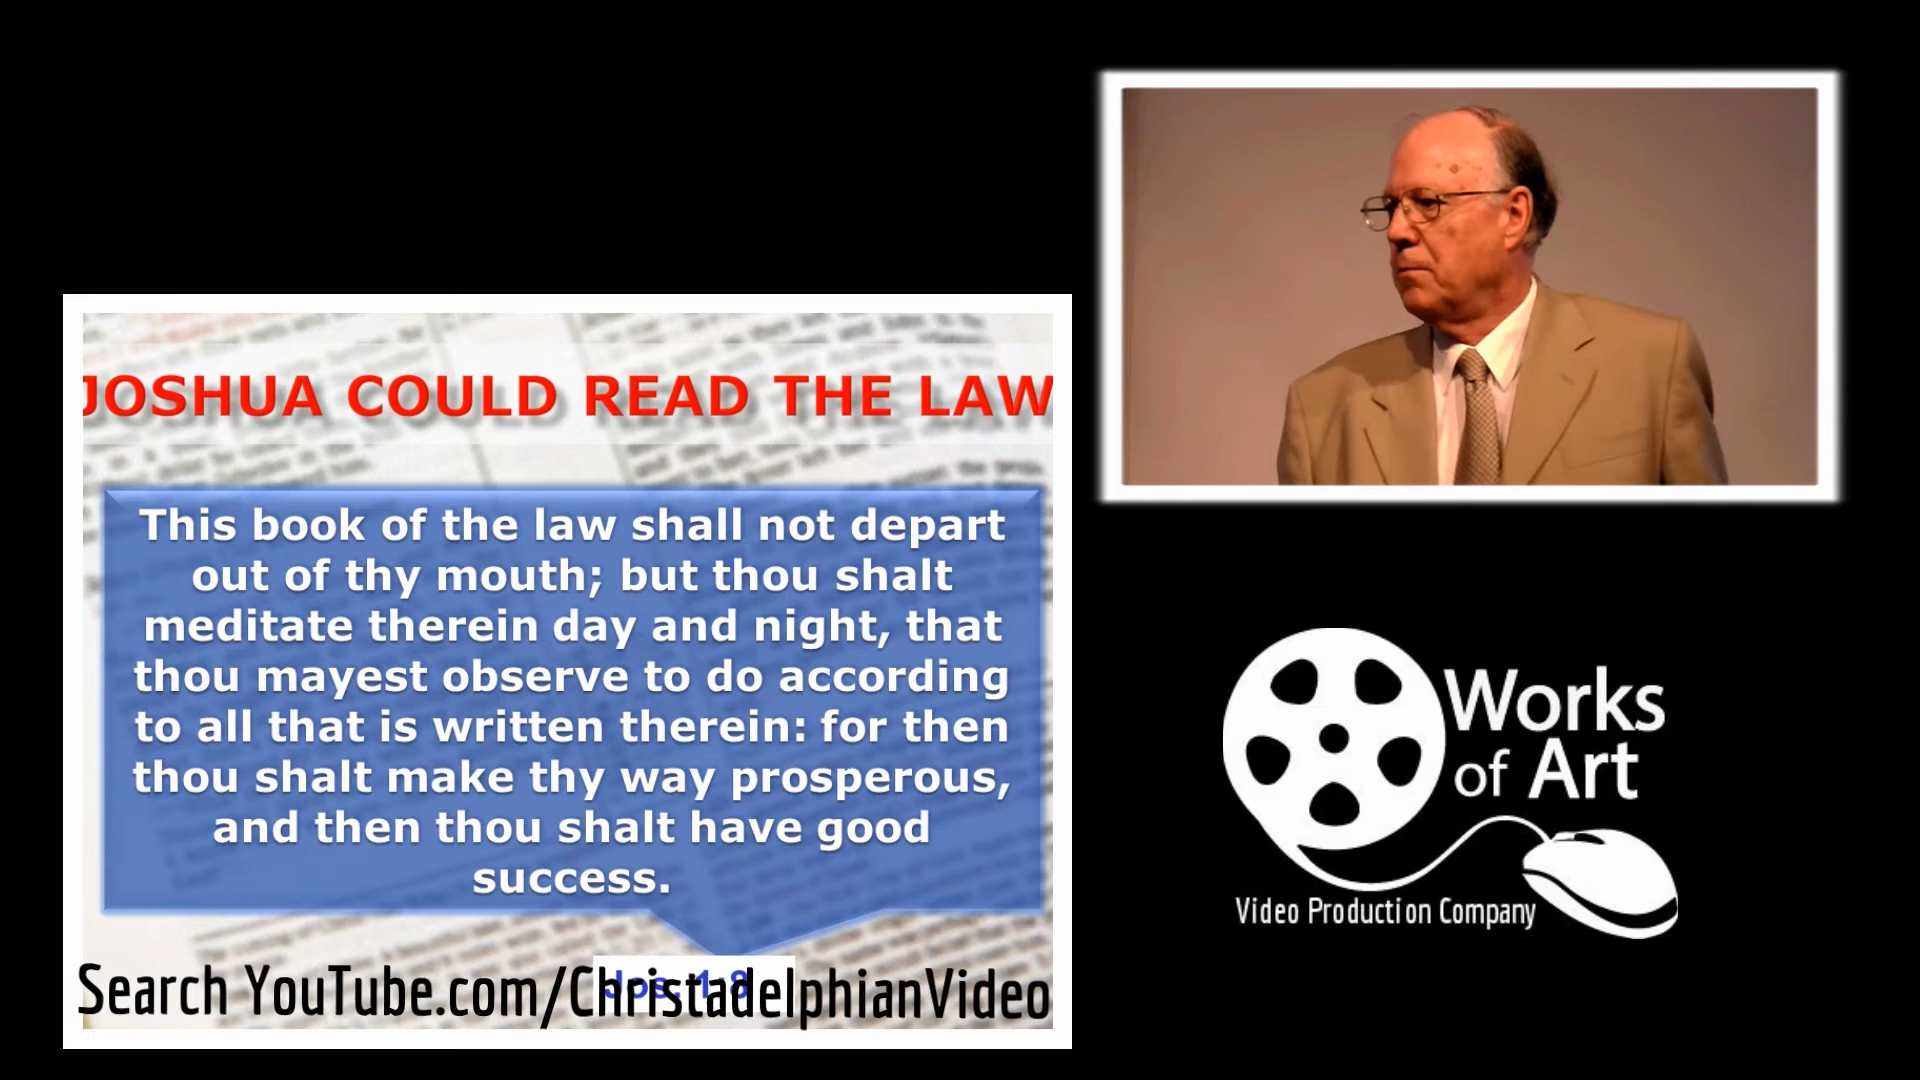 JOSHUA COULD READ THE LAW
This book of the law shall not depart
out of thy mouth; but thou shalt
meditate therein day and night, that
thou mayest observe to do according
to all that is written therein: for then
thou shalt make thy way prosperous,
and then thou shalt have good
success.
Jos. 1:8
Search YouTube.com/ChristadelphianVideo
Works
of Art
Video Production Company